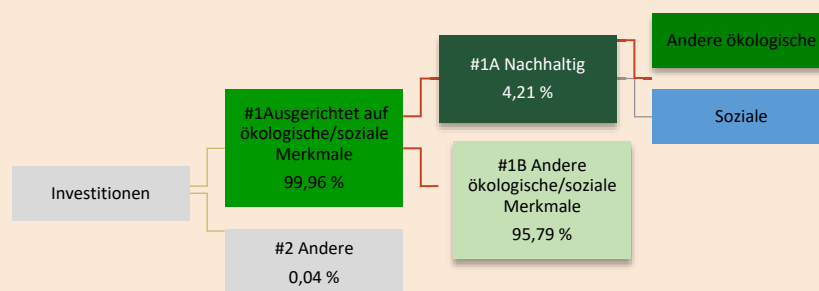 Investitionen
#1Ausgerichtet auf
ökologische/soziale
Merkmale
99,96 %
#2 Andere
0,04 %
#1A Nachhaltig
4,21 %
#1B Andere
ökologische/soziale
Merkmale
95,79 %
Andere ökologische
Soziale